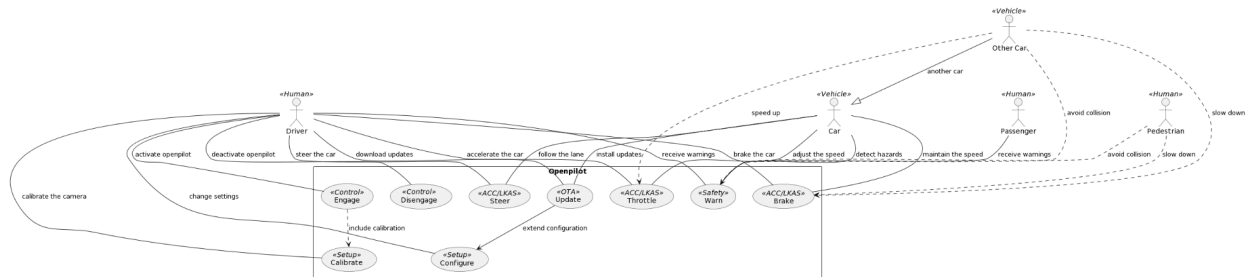 «Vehicle»
Other Car
another car
«Human»
Driver
«Vehicle»
Car
«Human»
Passenger
«Human»
Pedestrian
speed up
avoid collision
slow down
activate openpilot
deactivate openpilot
steer the car
download updates
accelerate the car
follow the lane
install updates
receive warnings
brake the car
adjust the speed
detect hazards
maintain the speed
receive warnings
avoid collision
slow down
Openpilot
calibrate the camera
change settings
«Control»
Engage
«Control»
Disengage
«ACC/LKAS»
Steer
«OTA»
Update
«ACC/LKAS»
Throttle
«Safety»
Warn
«ACC/LKAS»
Brake
include calibration
extend configuration
«Setup»
Calibrate
«Setup»
Configure